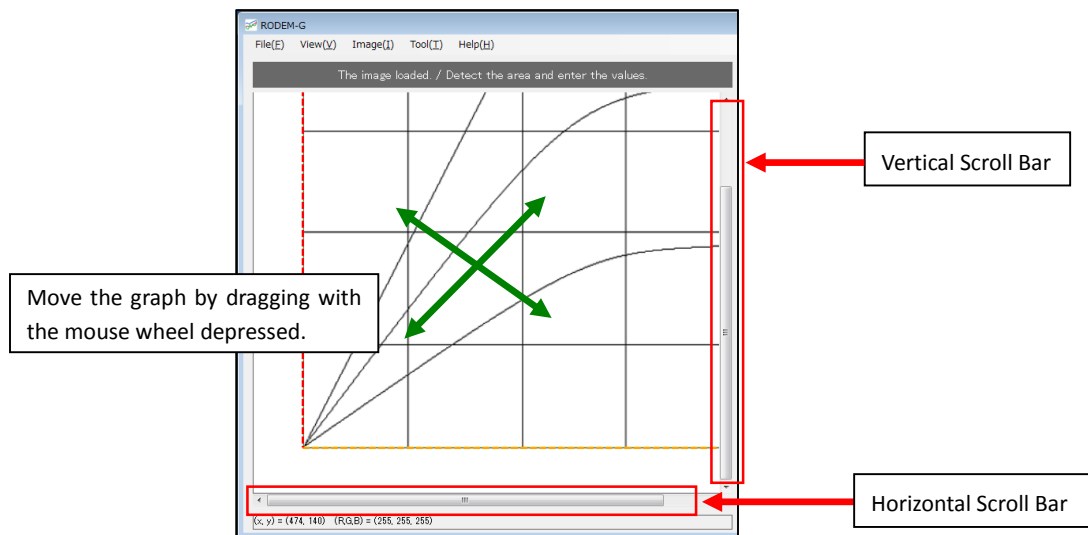 RODEM-G
File(F) View(V) Image(I) Tool(T) Help(H)
The image loaded. / Detect the area and enter the values.
Vertical Scroll Bar
Move the graph by dragging with
the mouse wheel depressed.
Horizontal Scroll Bar
(x, y) = (474, 140) (R,G,B) = (255, 255, 255)